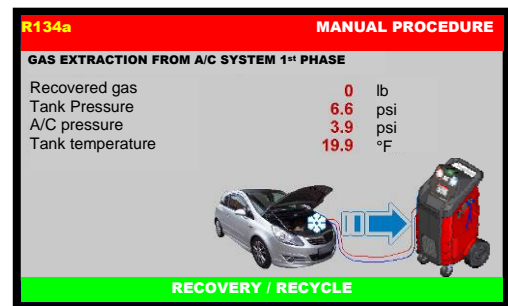 R134a MANUAL PROCEDURE
GAS EXTRACTION FROM A/C SYSTEM 1st PHASE
Recovered gas 0 lb
Tank Pressure 6.6 psi
A/C pressure 3.9 psi
Tank temperature 19.9 °F
RECOVERY / RECYCLE